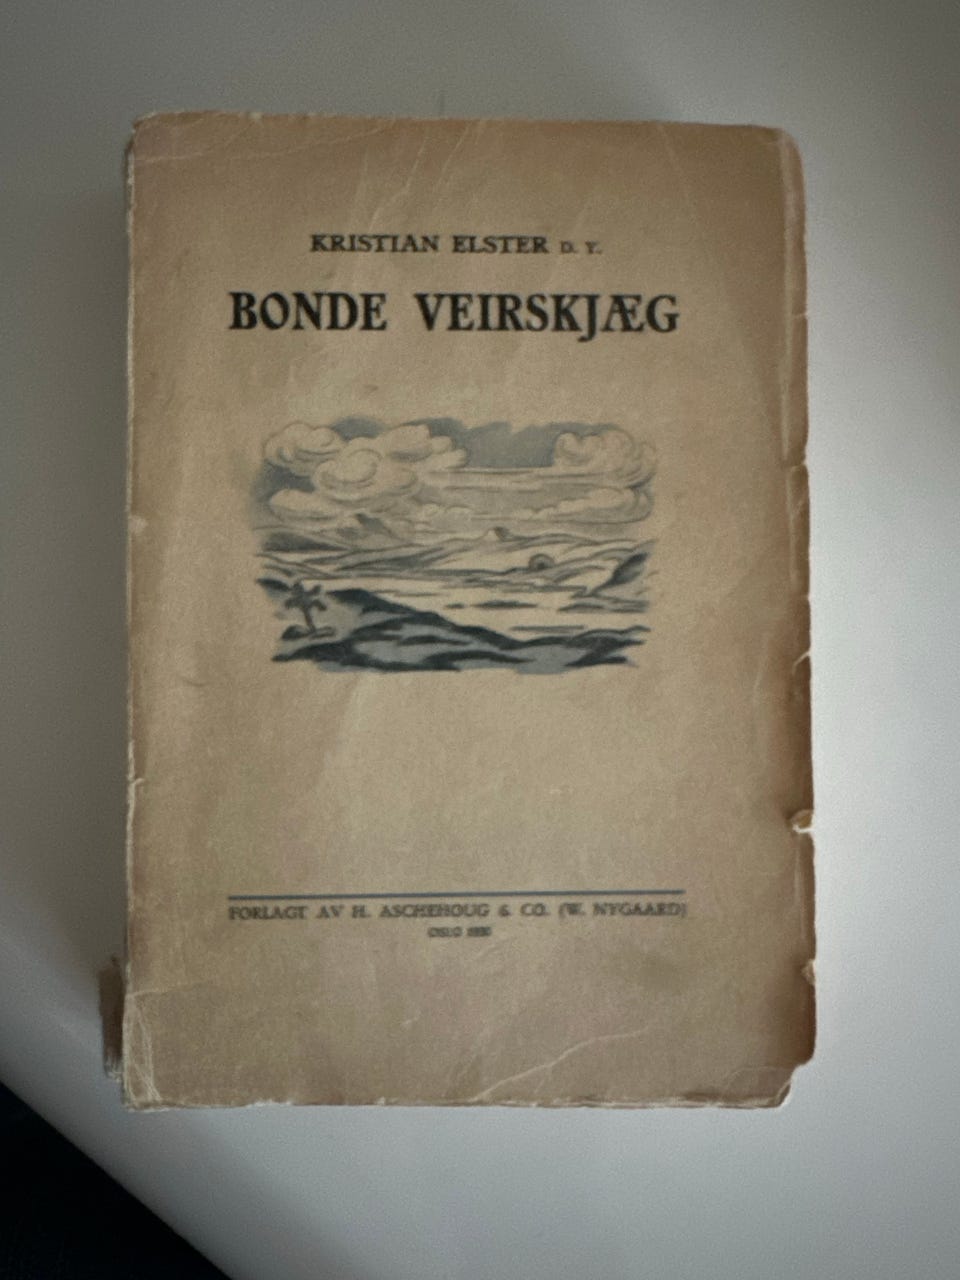 KRISTIAN ELSTER D. Y.
BONDE VEIRSKJÆG
FORLAGT AV H. ASCHEHOUG & CO. (W. NYGAARD)
OSLO